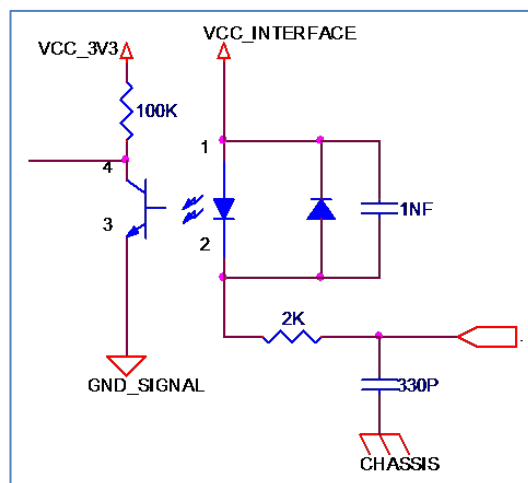 VCC_3V3
VCC_INTERFACE
100K
1
4
3
1NF
2
2K
GND_SIGNAL
330P
CHASSIS